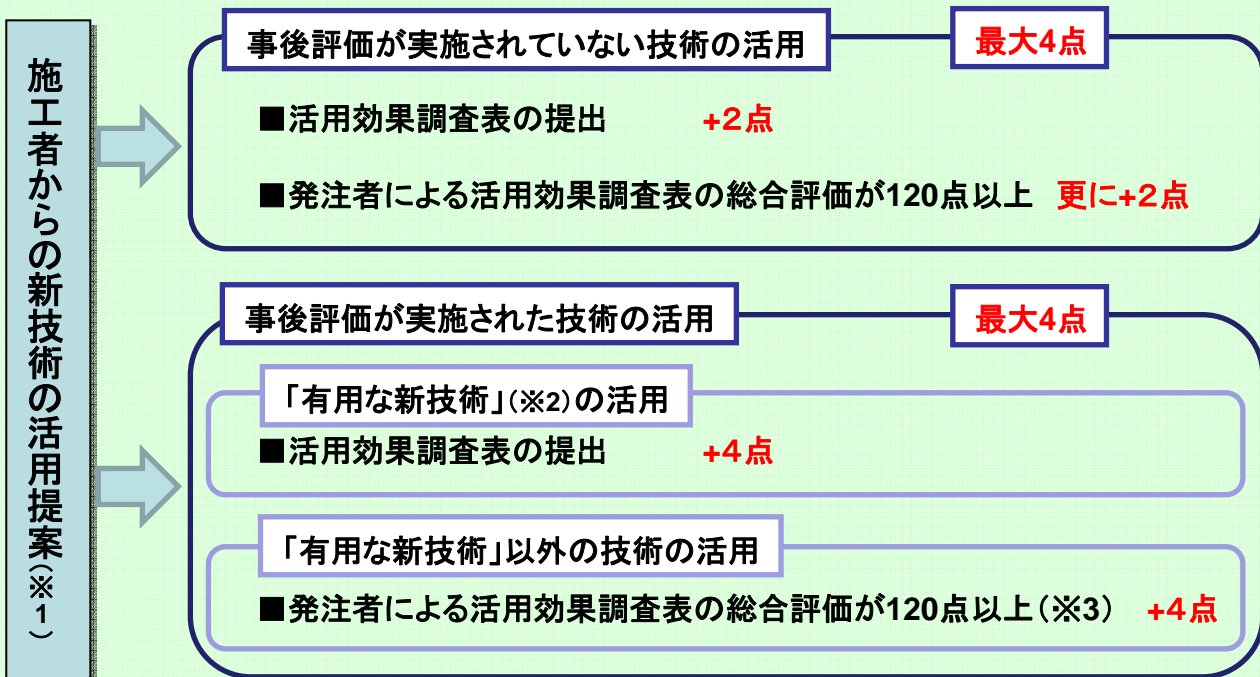 施工者からの新技術の活用提案(※1)
事後評価が実施されていない技術の活用
最大4点
■活用効果調査表の提出 +2点
■発注者による活用効果調査表の総合評価が120点以上 更に+2点
事後評価が実施された技術の活用
最大4点
「有用な新技術」(※2)の活用
■活用効果調査表の提出 +4点
「有用な新技術」以外の技術の活用
■発注者による活用効果調査表の総合評価が120点以上(※3) +4点